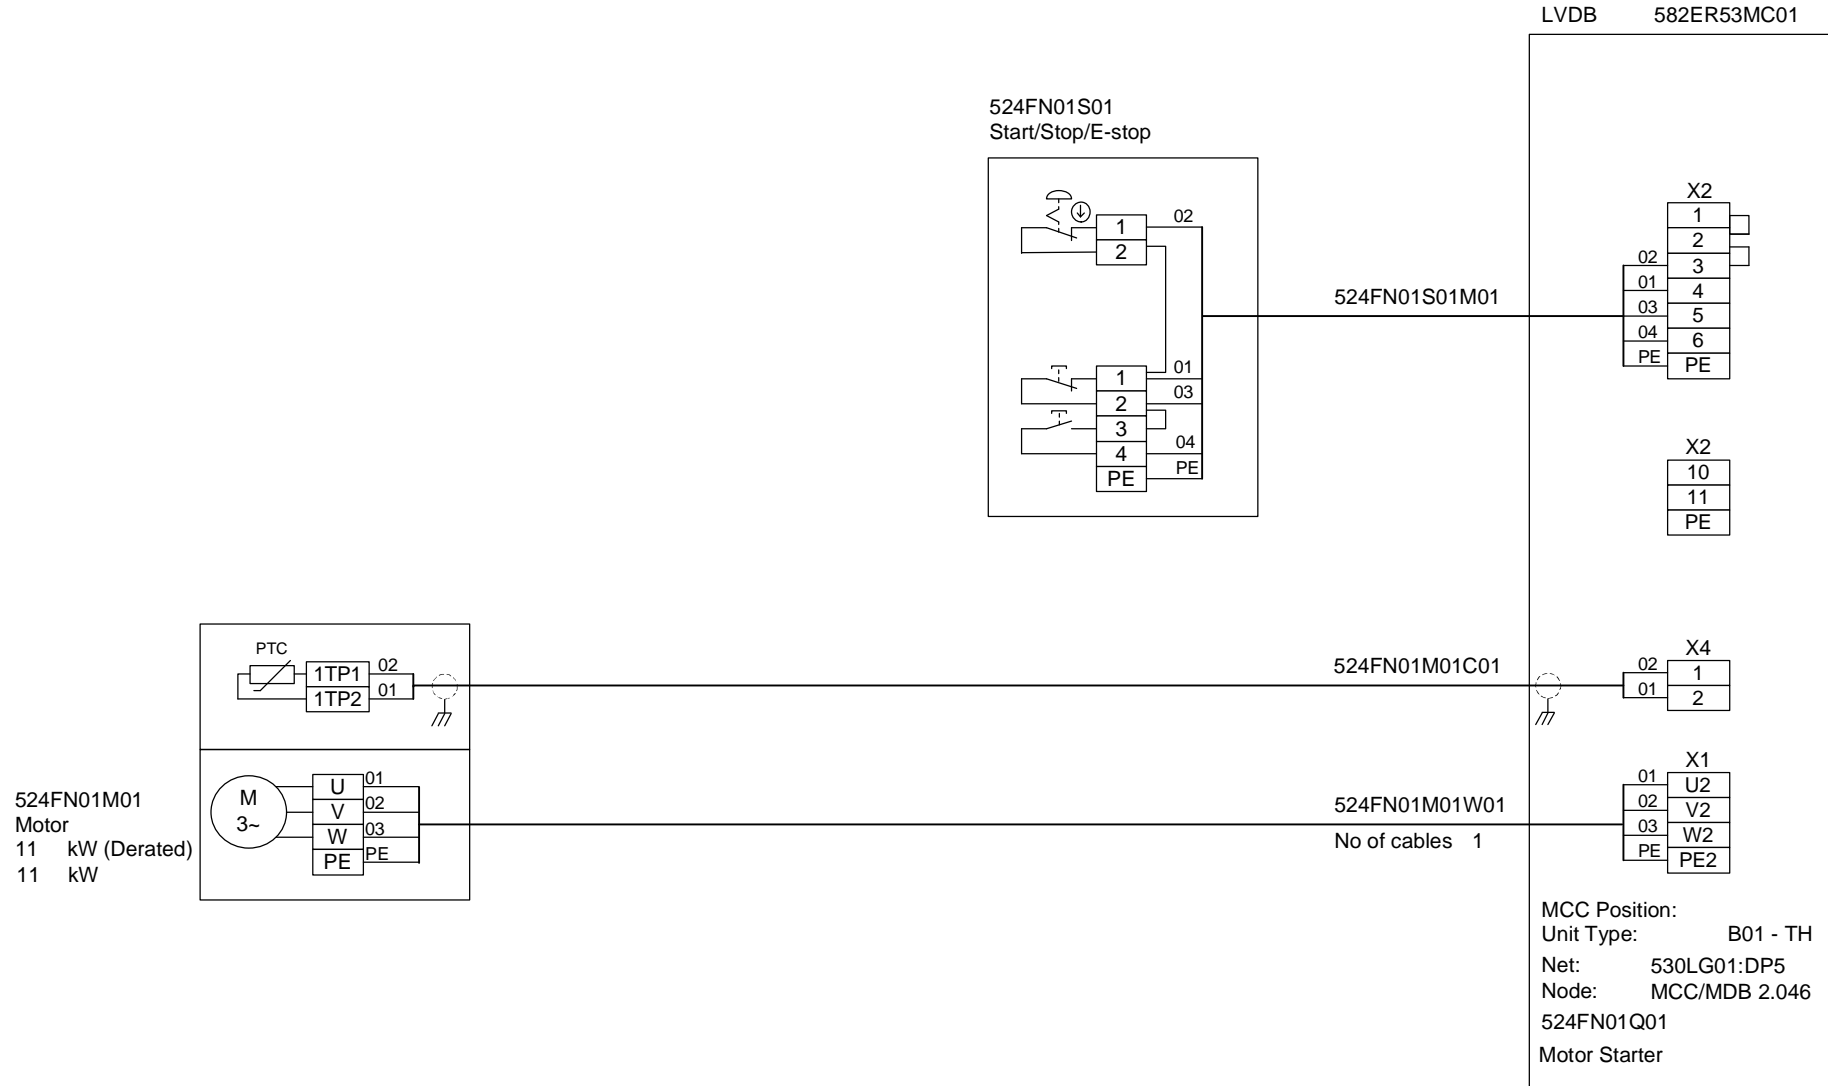 LVDB 582ER53MC01
524FN01S01
Start/Stop/E-stop
1 02
2
1 01
2 03
3
4 04
PE PE
524FN01S01M01
X2
1
2
02 3
01 4
03 5
04 6
PE PE
X2
10
11
PE
PTC
1TP1 02
1TP2 01
524FN01M01C01
X4
02 1
01 2
524FN01M01
Motor
11 kW (Derated)
11 kW
M
3~
U 01
V 02
W 03
PE PE
524FN01M01W01
No of cables 1
X1
01 U2
02 V2
03 W2
PE PE2
MCC Position:
Unit Type: B01 - TH
Net: 530LG01:DP5
Node: MCC/MDB 2.046
524FN01Q01
Motor Starter